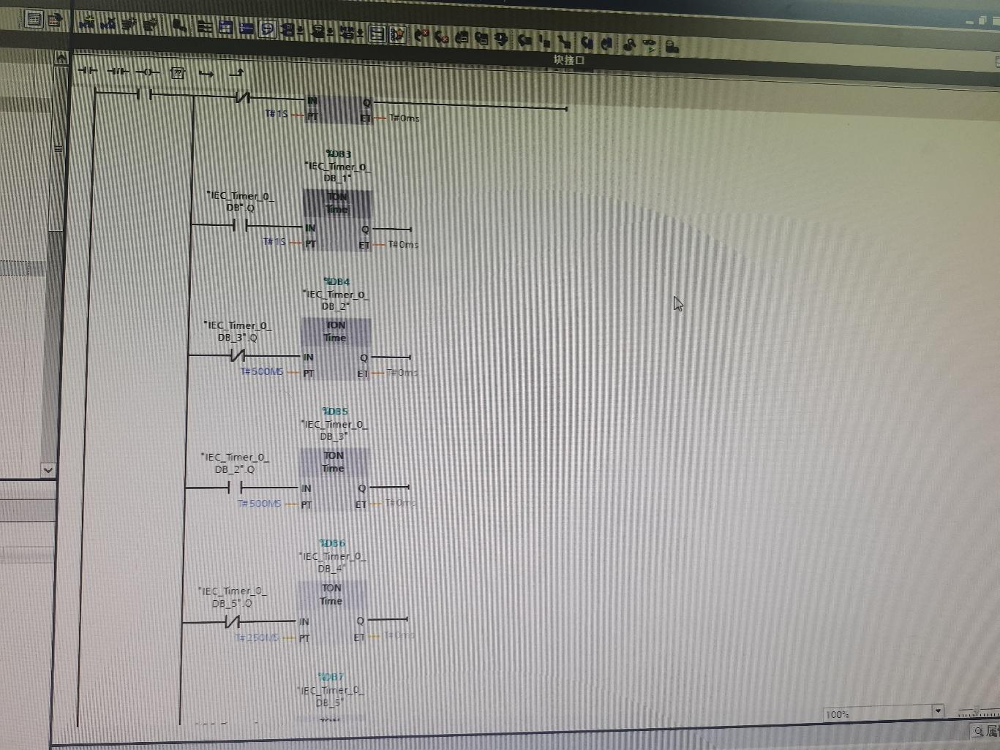 块接口
IN Q
T#1S PT ET T#0ms
%DB3
"IEC_Timer_0_
DB_1"
"IEC_Timer_0_
DB".Q
TON
Time
IN Q
T#1S PT ET T#0ms
%DB4
"IEC_Timer_0_
DB_2"
"IEC_Timer_0_
DB_3".Q
TON
Time
IN Q
T#500MS PT ET T#0ms
%DB5
"IEC_Timer_0_
DB_3"
"IEC_Timer_0_
DB_2".Q
TON
Time
IN Q
T#500MS PT ET T#0ms
%DB6
"IEC_Timer_0_
DB_4"
"IEC_Timer_0_
DB_5".Q
TON
Time
IN Q
T#250MS PT ET T#0ms
%DB7
"IEC_Timer_0_
DB_5"
100%
属